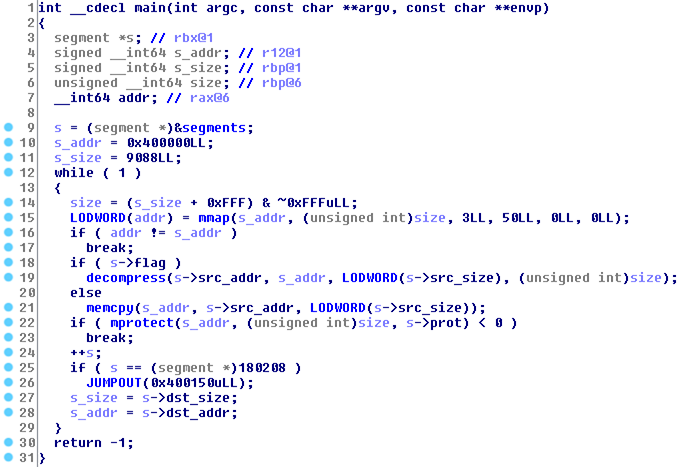 1 int __cdecl main(int argc, const char **argv, const char **envp)
2 {
3   segment *s; // rbx@1
4   signed __int64 s_addr; // r12@1
5   signed __int64 s_size; // rbp@1
6   unsigned __int64 size; // rbp@6
7   __int64 addr; // rax@6
8
9   s = (segment *)&segments;
10   s_addr = 0x400000LL;
11   s_size = 9088LL;
12   while ( 1 )
13   {
14     size = (s_size + 0xFFF) & ~0xFFFuLL;
15     LODWORD(addr) = mmap(s_addr, (unsigned int)size, 3LL, 50LL, 0LL, 0LL);
16     if ( addr != s_addr )
17       break;
18     if ( s->flag )
19       decompress(s->src_addr, s_addr, LODWORD(s->src_size), (unsigned int)size);
20     else
21       memcpy(s_addr, s->src_addr, LODWORD(s->src_size));
22     if ( mprotect(s_addr, (unsigned int)size, s->prot) < 0 )
23       break;
24     ++s;
25     if ( s == (segment *)180208 )
26       JUMPOUT(0x400150uLL);
27     s_size = s->dst_size;
28     s_addr = s->dst_addr;
29   }
30   return -1;
31 }